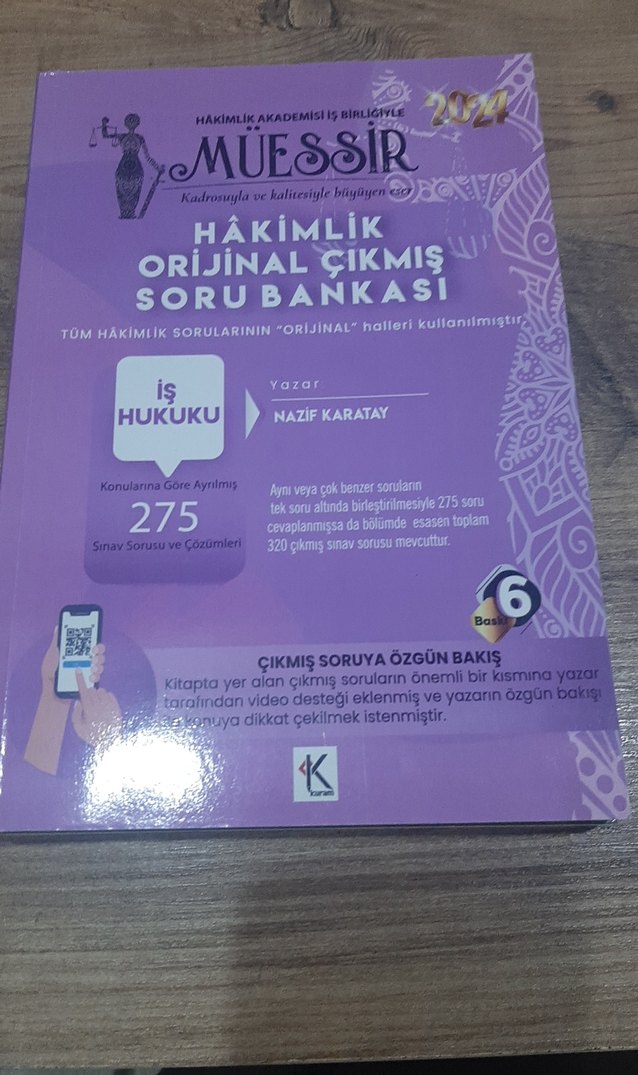 HÂKİMLİK AKADEMİSİ İŞ BİRLİĞİYLE
2024
MÜESSİR
Kadrosuyla ve kalitesiyle büyüyen eser
HÂKİMLİK
ORİJİNAL ÇIKMIŞ
SORU BANKASI
TÜM HÂKİMLİK SORULARININ "ORİJİNAL" halleri kullanılmıştır.
İŞ
HUKUKU
Yazar
NAZİF KARATAY
Konularına Göre Ayrılmış
275
Sınav Sorusu ve Çözümleri
Aynı veya çok benzer soruların
tek soru altında birleştirilmesiyle 275 soru
cevaplanmışsa da bölümde esasen toplam
320 çıkmış sınav sorusu mevcuttur.
6
Baskı
ÇIKMIŞ SORUYA ÖZGÜN BAKIŞ
Kitapta yer alan çıkmış soruların önemli bir kısmına yazar
tarafından video desteği eklenmiş ve yazarın özgün bakışı
konuya dikkat çekilmek istenmiştir.
K
kuram